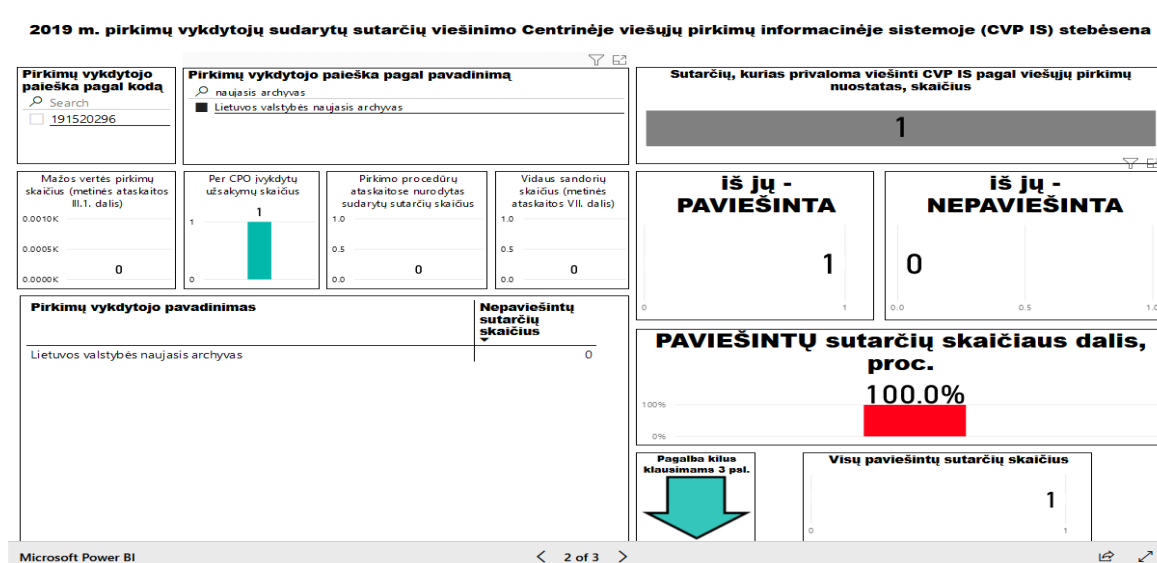 2019 m. pirkimų vykdytojų sudarytų sutarčių viešinimo Centrinėje viešųjų pirkimų informacinėje sistemoje (CVP IS) stebėsena
Pirkimų vykdytojo
paieška pagal kodą
Search
191520296
Pirkimų vykdytojo paieška pagal pavadinimą
naujasis archyvas
Lietuvos valstybės naujasis archyvas
Sutarčių, kurias privaloma viešinti CVP IS pagal viešųjų pirkimų
nuostatas, skaičius
1
Mažos vertės pirkimų
skaičius (metinės ataskaitos
III.1. dalis)
0.0010K
0.0005K
0.0000K
0
Per CPO įvykdytų
užsakymų skaičius
1
1
0
Pirkimo procedūrų
ataskaitose nurodytas
sudarytų sutarčių skaičius
1.0
0.5
0.0
0
Vidaus sandorių
skaičius (metinės
ataskaitos VII. dalis)
1.0
0.5
0.0
0
iš jų -
PAVIEŠINTA
1
0
1
iš jų -
NEPAVIEŠINTA
0
0.0
0.5
1.0
Pirkimų vykdytojo pavadinimas
Nepaviešintų
sutarčių
skaičius
Lietuvos valstybės naujasis archyvas 0
PAVIEŠINTŲ sutarčių skaičiaus dalis,
proc.
100.0%
100%
0%
Pagalba kilus
klausimams 3 psl.
Visų paviešintų sutarčių skaičius
1
0
1
Microsoft Power BI
2 of 3